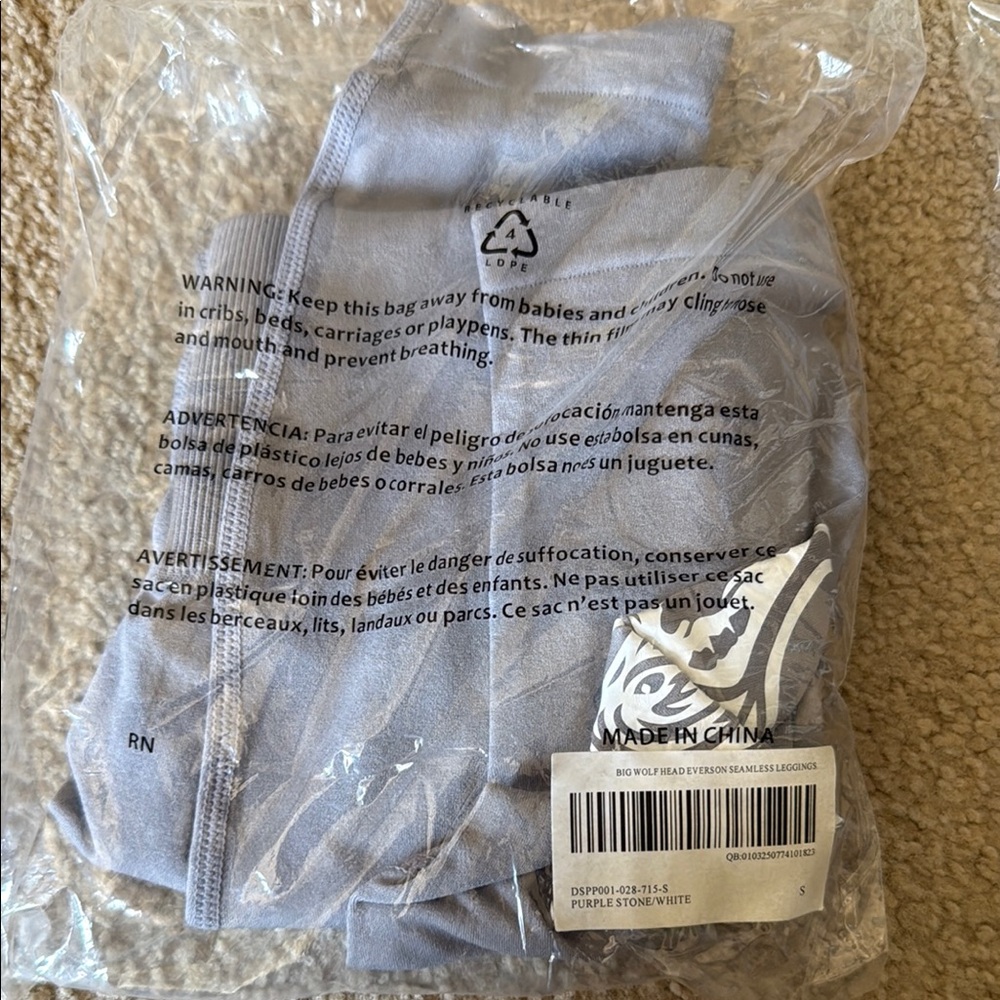 RECYCLABLE
4
LDPE
WARNING: Keep this bag away from babies and children. Do not use
in cribs, beds, carriages or playpens. The thin film may cling to nose
and mouth and prevent breathing.
ADVERTENCIA: Para evitar el peligro de sofocación mantenga esta
bolsa de plástico lejos de bebes y niños. No use esta bolsa en cunas,
camas, carros de bebes o corrales. Esta bolsa no es un juguete.
AVERTISSEMENT: Pour éviter le danger de suffocation, conserver ce
sac en plastique loin des bébés et des enfants. Ne pas utiliser ce sac
dans les berceaux, lits, landaux ou parcs. Ce sac n'est pas un jouet.
RN
MADE IN CHINA
BIG WOLF HEAD EVERSON SEAMLESS LEGGINGS
QB:0103250774101823
DSPP001-028-715-S
PURPLE STONE/WHITE
S